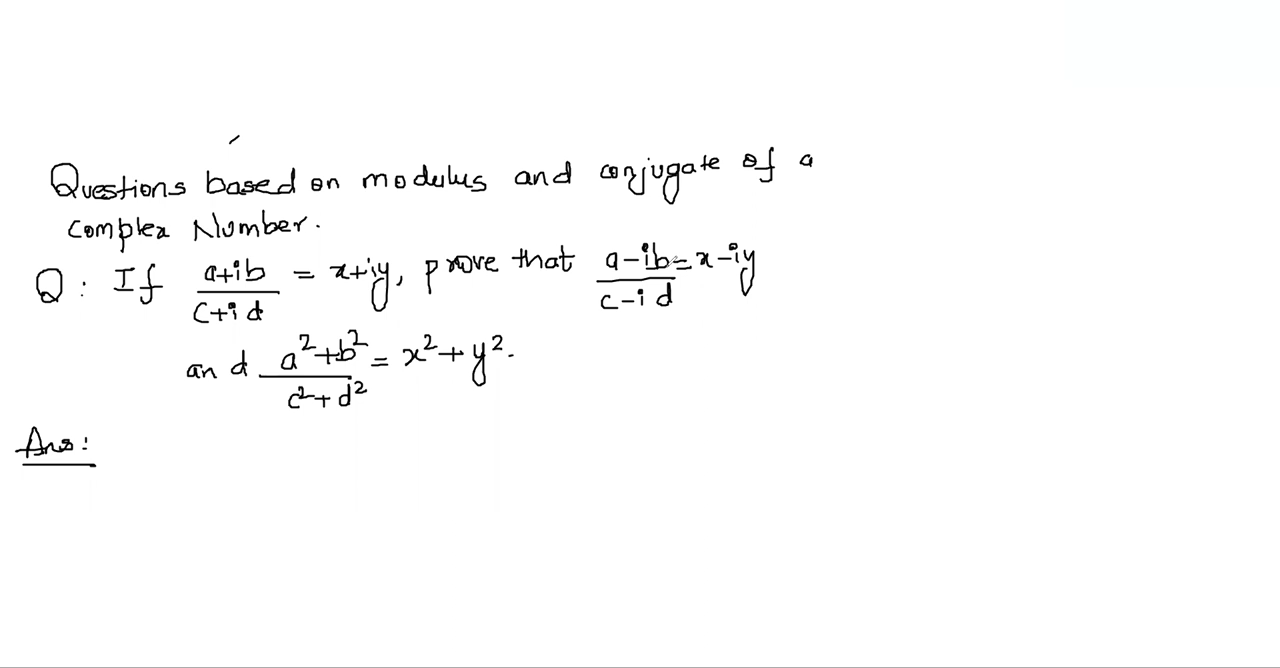 Questions based on modulus and conjugate of a
complex Number.
Q: If (a+ib)/(c+id) = x+iy, prove that (a-ib)/(c-id) = x-iy
and (a²+b²)/(c²+d²) = x²+y².
Ans: